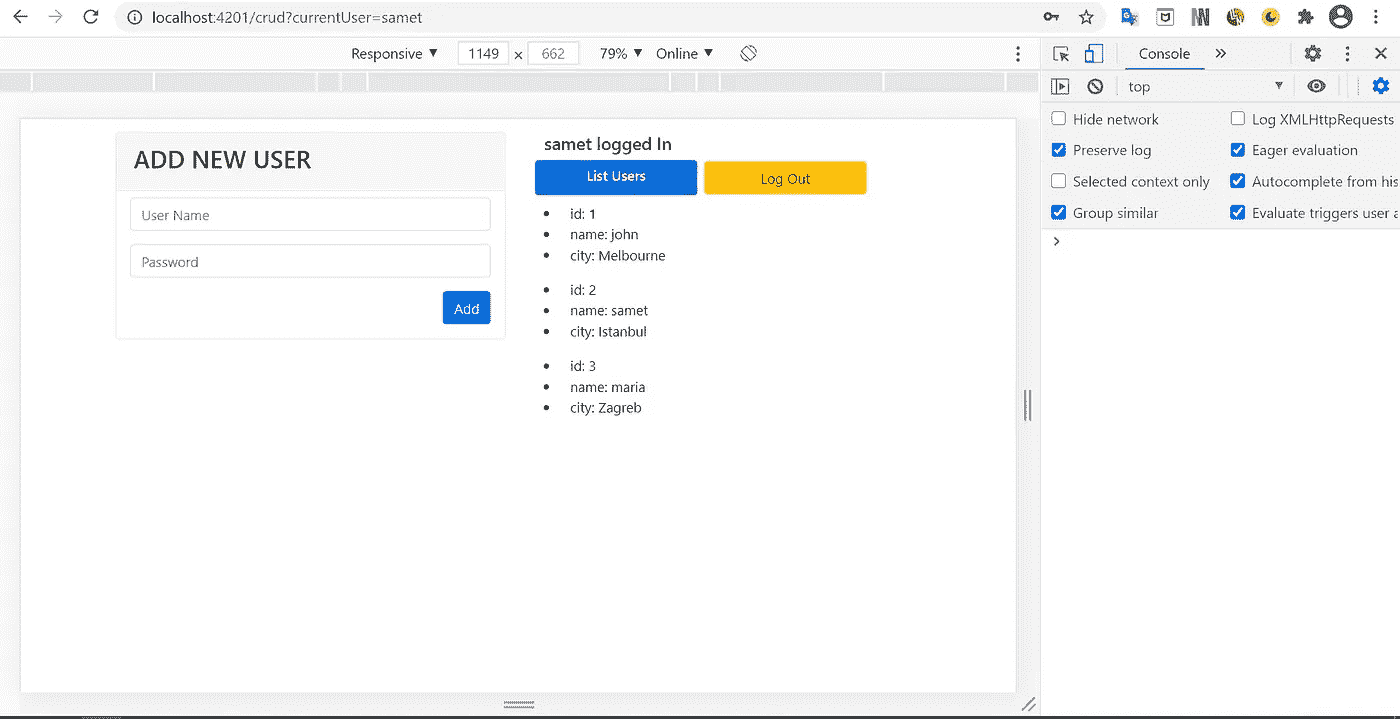 localhost:4201/crud?currentUser=samet
Responsive 1149 x 662 79% Online
Console
top
Hide network
Log XMLHttpRequests
Preserve log
Eager evaluation
Selected context only
Autocomplete from his
Group similar
Evaluate triggers user a
ADD NEW USER
User Name
Password
Add
samet logged In
List Users
Log Out
id: 1
name: john
city: Melbourne
id: 2
name: samet
city: Istanbul
id: 3
name: maria
city: Zagreb